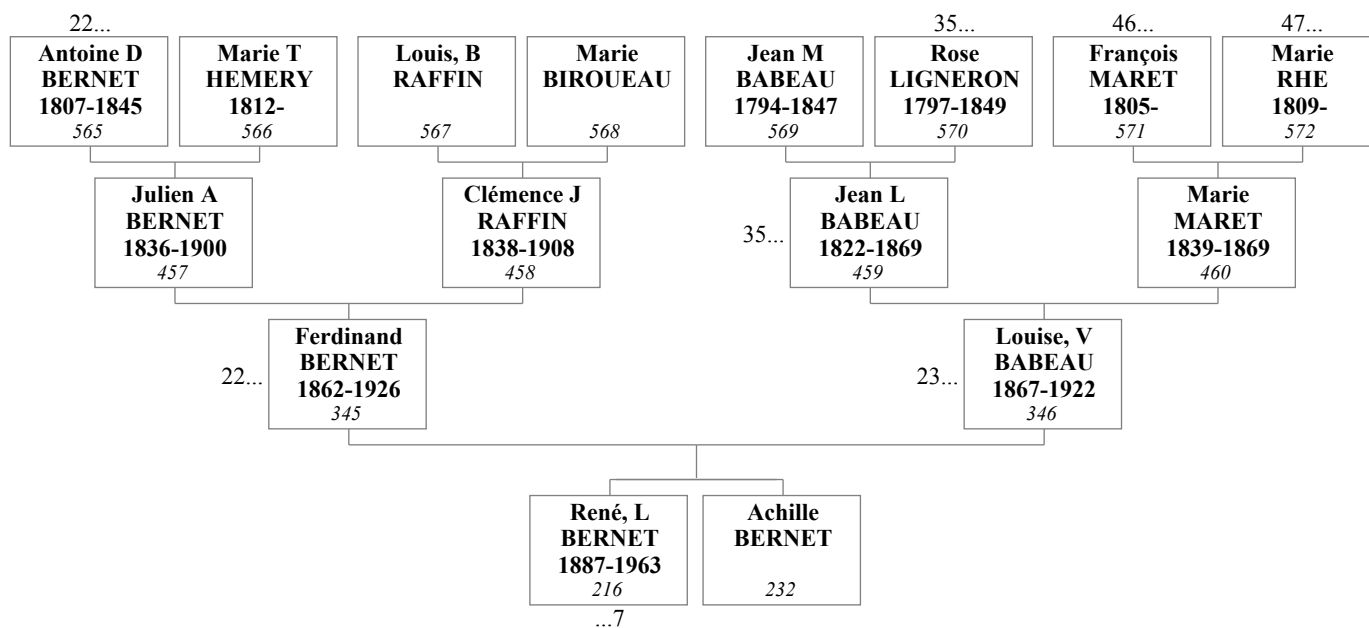 22...
35...
46...
47...
Antoine D
BERNET
1807-1845
565
Marie T
HEMERY
1812-
566
Louis, B
RAFFIN
567
Marie
BIROUEAU
568
Jean M
BABEAU
1794-1847
569
Rose
LIGNERON
1797-1849
570
François
MARET
1805-
571
Marie
RHE
1809-
572
Julien A
BERNET
1836-1900
457
Clémence J
RAFFIN
1838-1908
458
35...
Jean L
BABEAU
1822-1869
459
Marie
MARET
1839-1869
460
22...
Ferdinand
BERNET
1862-1926
345
23...
Louise, V
BABEAU
1867-1922
346
René, L
BERNET
1887-1963
216
...7
Achille
BERNET
232